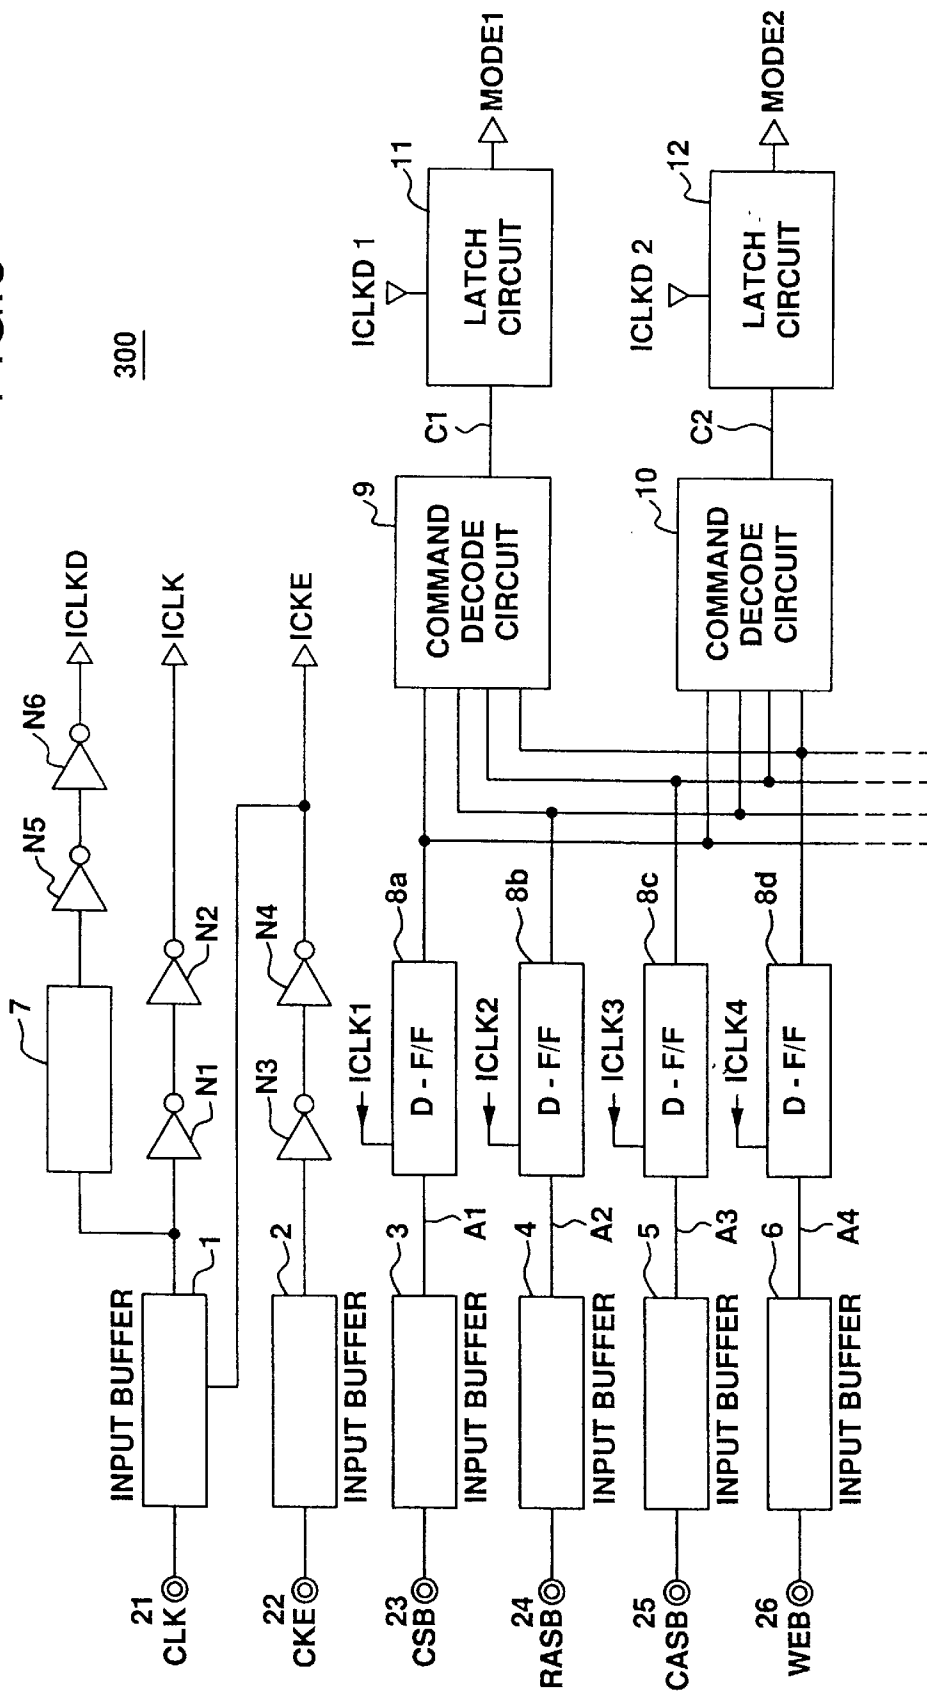 300
7
N5
N6
ICLKD
21
CLK
INPUT BUFFER
1
N1
N2
ICLK
22
CKE
INPUT BUFFER
2
N3
N4
ICKE
23
CSB
INPUT BUFFER
3
A1
ICLK1
D - F/F
8a
COMMAND
DECODE
CIRCUIT
9
C1
ICLKD 1
LATCH
CIRCUIT
11
MODE1
24
RASB
INPUT BUFFER
4
A2
ICLK2
D - F/F
8b
25
CASB
INPUT BUFFER
5
A3
ICLK3
D - F/F
8c
COMMAND
DECODE
CIRCUIT
10
C2
ICLKD 2
LATCH
CIRCUIT
12
MODE2
26
WEB
INPUT BUFFER
6
A4
ICLK4
D - F/F
8d